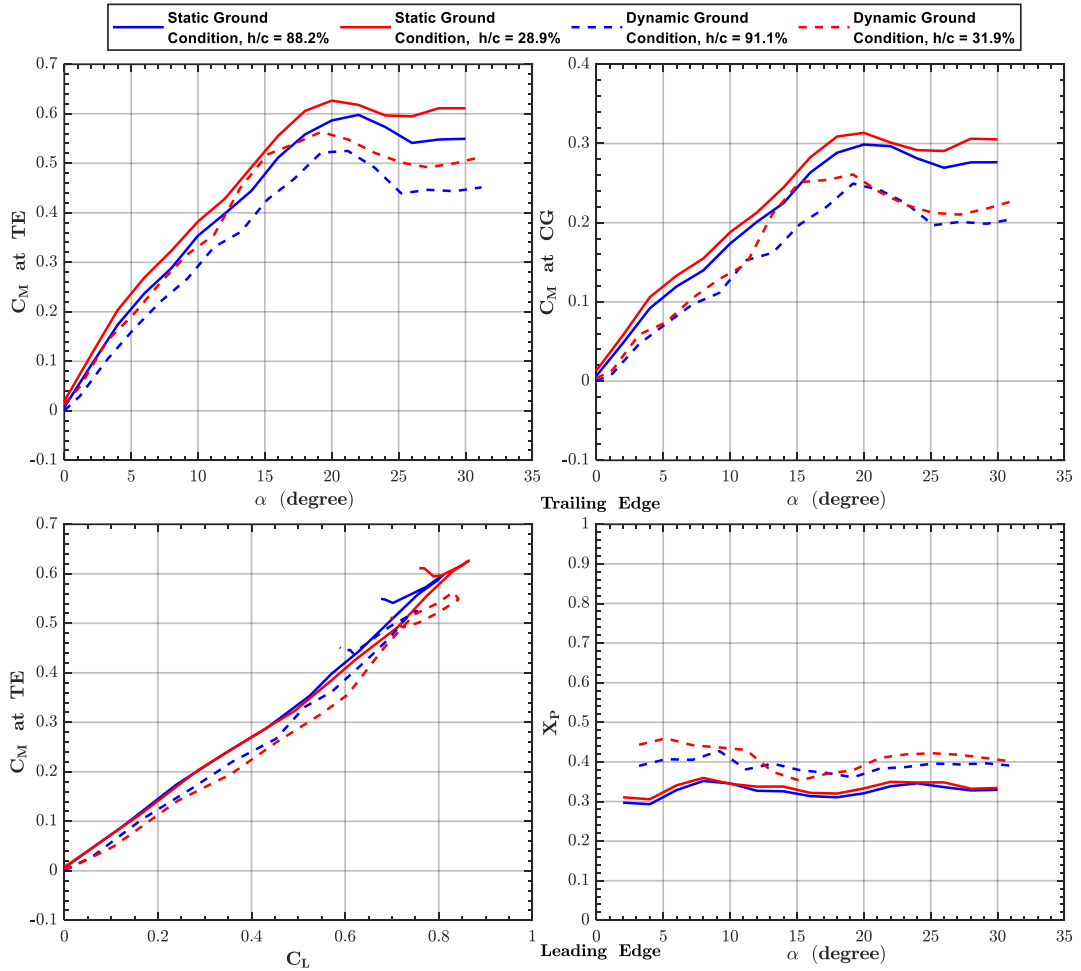 Static Ground Static Ground Dynamic Ground Dynamic Ground
Condition, h/c = 88.2% Condition, h/c = 28.9% Condition, h/c = 91.1% Condition, h/c = 31.9%
0.7
0.6
0.5
0.4
0.3
0.2
0.1
0
-0.1
C_M at TE
0 5 10 15 20 25 30 35
α (degree)
0.4
0.3
0.2
0.1
0
-0.1
C_M at CG
0 5 10 15 20 25 30 35
α (degree)
Trailing Edge
0.7
0.6
0.5
0.4
0.3
0.2
0.1
0
-0.1
C_M at TE
0 0.2 0.4 0.6 0.8 1
C_L
1
0.9
0.8
0.7
0.6
0.5
0.4
0.3
0.2
0.1
0
X_P
0 5 10 15 20 25 30 35
Leading Edge
α (degree)